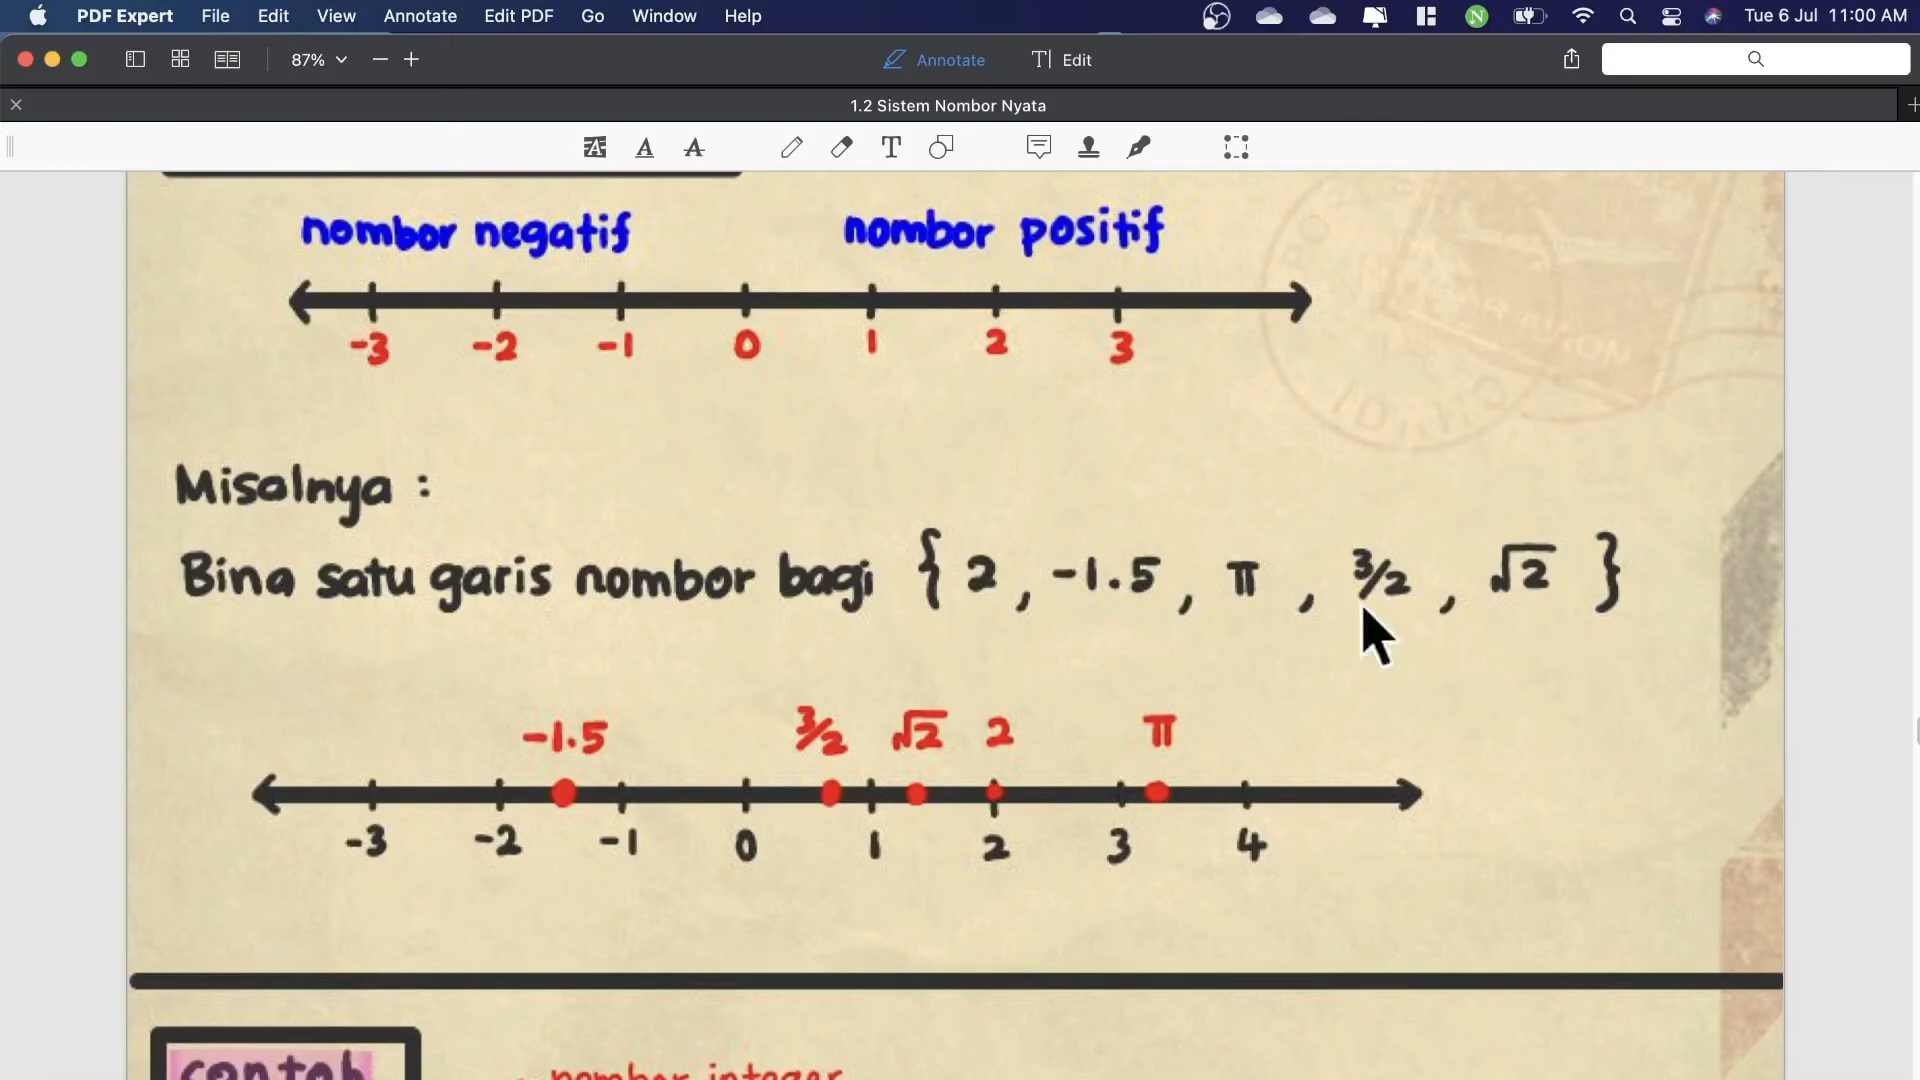 PDF Expert File Edit View Annotate Edit PDF Go Window Help Tue 6 Jul 11:00 AM
87% Annotate Edit
1.2 Sistem Nombor Nyata
nombor negatif nombor positif
-3 -2 -1 0 1 2 3
Misalnya :
Bina satu garis nombor bagi { 2 , -1.5 , π , 3/2 , √2 }
-1.5 3/2 √2 2 π
-3 -2 -1 0 1 2 3 4
contoh
nombor integer